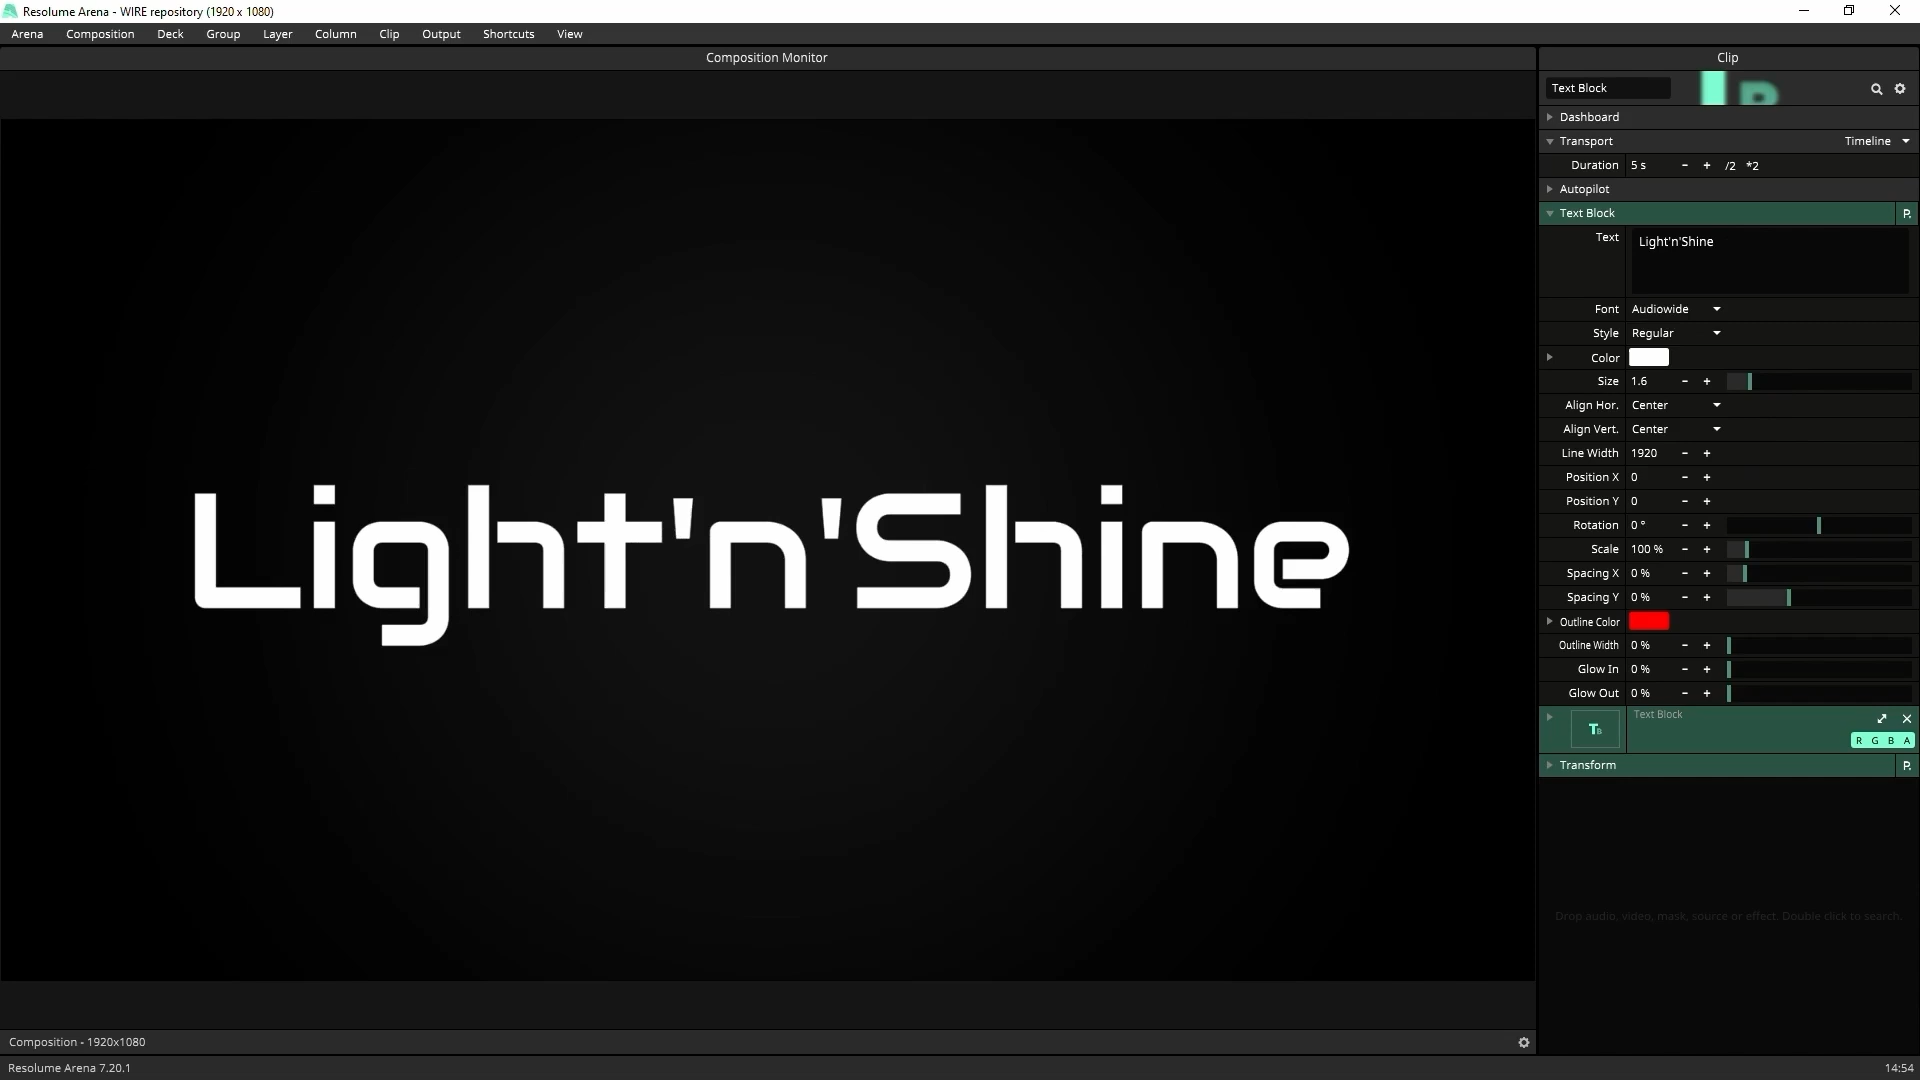 Resolume Arena - WIRE repository (1920 x 1080)
Arena Composition Deck Group Layer Column Clip Output Shortcuts View
Composition Monitor
Light'n'Shine
Composition - 1920x1080
Resolume Arena 7.20.1
Clip
Text Block
Dashboard
Transport Timeline
Duration 5 s - + /2 *2
Autopilot
Text Block P.
Text Light'n'Shine
Font Audiowide
Style Regular
Color
Size 1.6 - +
Align Hor. Center
Align Vert. Center
Line Width 1920 - +
Position X 0 - +
Position Y 0 - +
Rotation 0 ° - +
Scale 100 % - +
Spacing X 0 % - +
Spacing Y 0 % - +
Outline Color
Outline Width 0 % - +
Glow In 0 % - +
Glow Out 0 % - +
TB Text Block
R G B A
Transform P.
Drop audio, video, mask, source or effect. Double click to search.
14:54